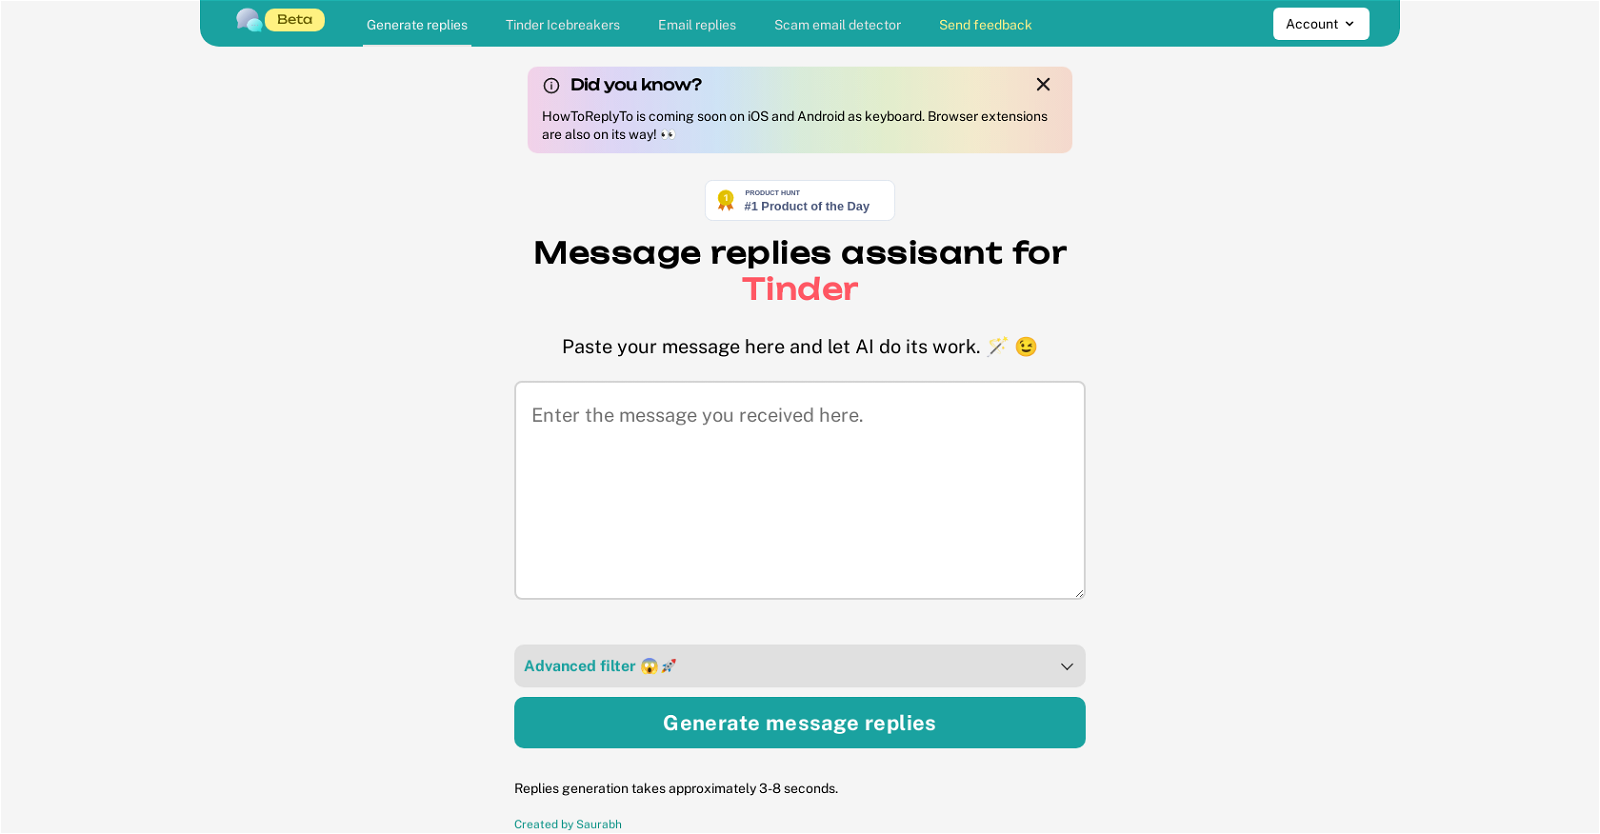 Beta
Generate replies
Tinder Icebreakers
Email replies
Scam email detector
Send feedback
Account
Did you know?
HowToReplyTo is coming soon on iOS and Android as keyboard. Browser extensions
are also on its way! 👀
1
PRODUCT HUNT
#1 Product of the Day
Message replies assisant for
Tinder
Paste your message here and let AI do its work. 🪄 😉
Enter the message you received here.
Advanced filter 😱🚀
Generate message replies
Replies generation takes approximately 3-8 seconds.
Created by Saurabh